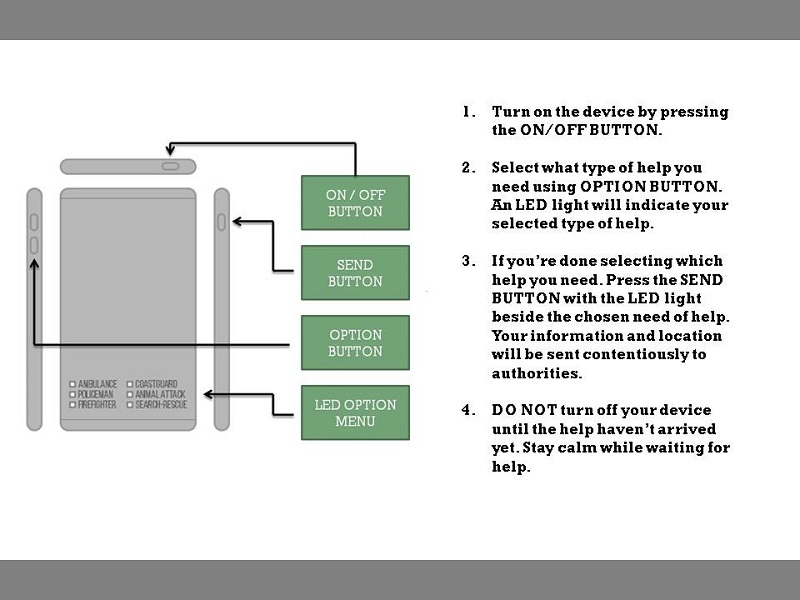 ON / OFF
BUTTON
SEND
BUTTON
OPTION
BUTTON
LED OPTION
MENU
AMBULANCE
COASTGUARD
POLICEMAN
ANIMAL ATTACK
FIREFIGHTER
SEARCH-RESCUE
1. Turn on the device by pressing
the ON/OFF BUTTON.
2. Select what type of help you
need using OPTION BUTTON.
An LED light will indicate your
selected type of help.
3. If you're done selecting which
help you need. Press the SEND
BUTTON with the LED light
beside the chosen need of help.
Your information and location
will be sent contentiously to
authorities.
4. DO NOT turn off your device
until the help haven't arrived
yet. Stay calm while waiting for
help.